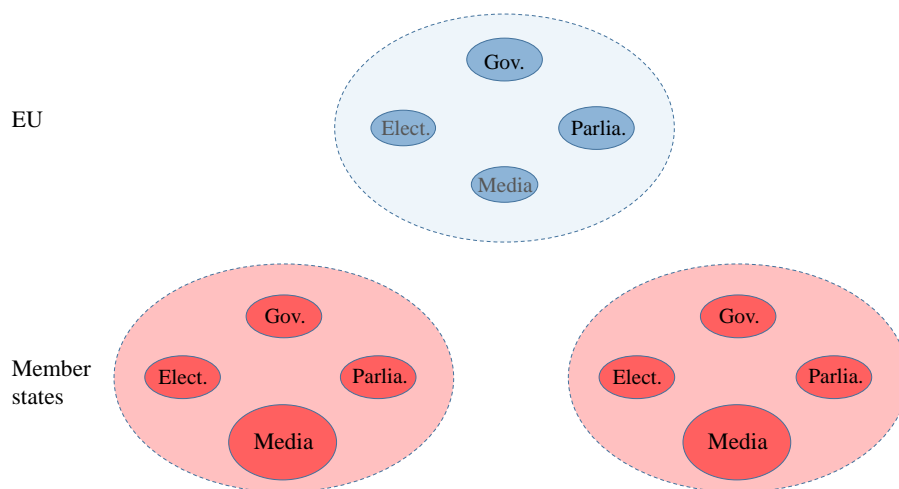 Gov.
EU
Elect.
Parlia.
Media
Gov.
Gov.
Member
states
Elect.
Parlia.
Elect.
Parlia.
Media
Media